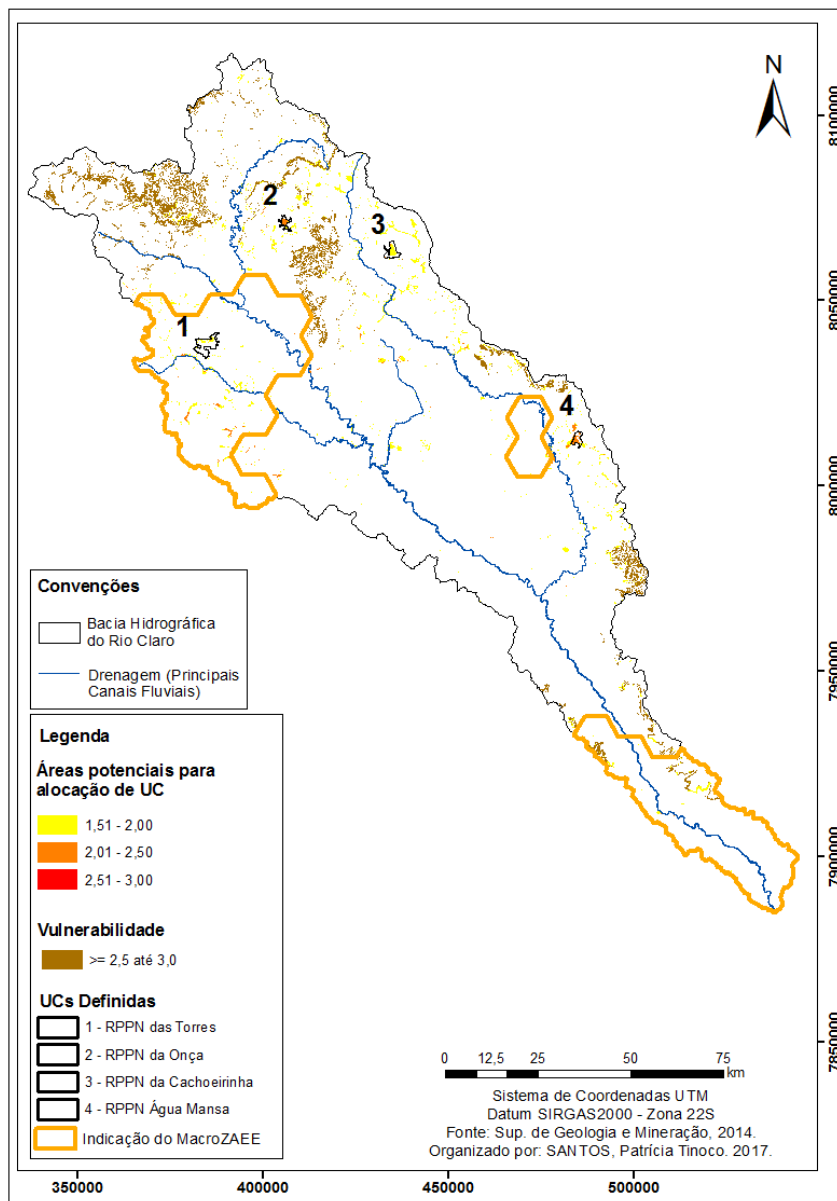 N
2
3
1
4
8100000
8050000
8000000
7950000
7900000
7850000
Convenções
Bacia Hidrográfica
do Rio Claro
Drenagem (Principais
Canais Fluviais)
Legenda
Áreas potenciais para
alocação de UC
1,51 - 2,00
2,01 - 2,50
2,51 - 3,00
Vulnerabilidade
>= 2,5 até 3,0
UCs Definidas
1 - RPPN das Torres
2 - RPPN da Onça
3 - RPPN da Cachoeirinha
4 - RPPN Água Mansa
Indicação do MacroZAEE
0 12,5 25 50 75
km
Sistema de Coordenadas UTM
Datum SIRGAS2000 - Zona 22S
Fonte: Sup. de Geologia e Mineração, 2014.
Organizado por: SANTOS, Patrícia Tinoco. 2017.
350000 400000 450000 500000